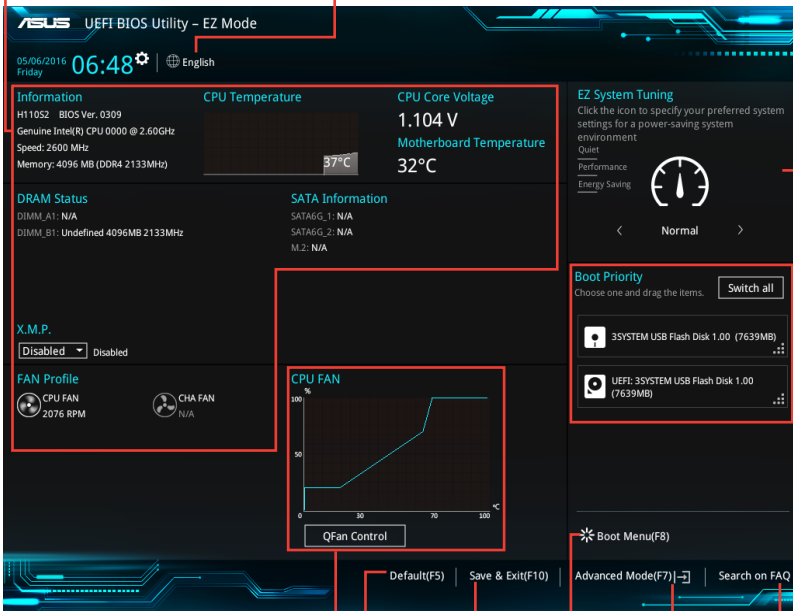 ASUS UEFI BIOS Utility – EZ Mode
05/06/2016
Friday
06:48
English
Information
H110S2 BIOS Ver. 0309
Genuine Intel(R) CPU 0000 @ 2.60GHz
Speed: 2600 MHz
Memory: 4096 MB (DDR4 2133MHz)
CPU Temperature
37°C
CPU Core Voltage
1.104 V
Motherboard Temperature
32°C
EZ System Tuning
Click the icon to specify your preferred system
settings for a power-saving system
environment
Quiet
Performance
Energy Saving
< Normal >
DRAM Status
DIMM_A1: N/A
DIMM_B1: Undefined 4096MB 2133MHz
SATA Information
SATA6G_1: N/A
SATA6G_2: N/A
M.2: N/A
X.M.P.
Disabled Disabled
Boot Priority
Choose one and drag the items.
Switch all
3SYSTEM USB Flash Disk 1.00 (7639MB)
UEFI: 3SYSTEM USB Flash Disk 1.00
(7639MB)
FAN Profile
CPU FAN
2076 RPM
CHA FAN
N/A
CPU FAN
%
100
50
0 30 70 100
°C
QFan Control
Boot Menu(F8)
Default(F5) Save & Exit(F10) Advanced Mode(F7) Search on FAQ